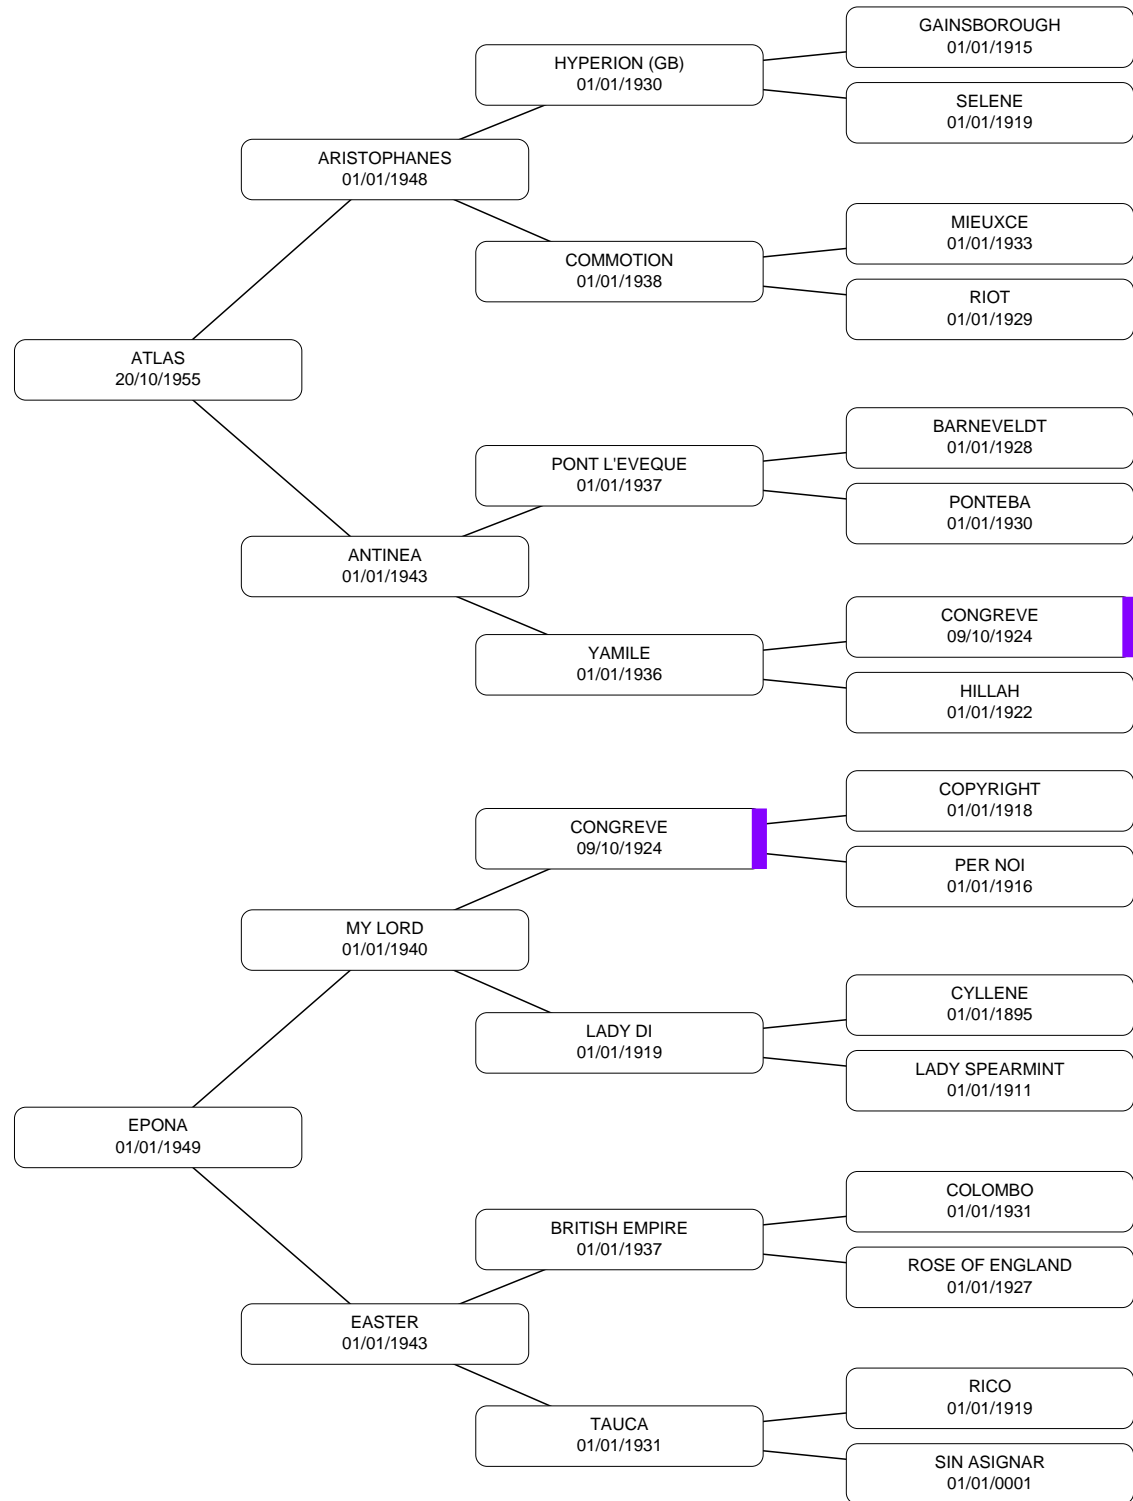 GAINSBOROUGH
01/01/1915
HYPERION (GB)
01/01/1930
SELENE
01/01/1919
ARISTOPHANES
01/01/1948
MIEUXCE
01/01/1933
COMMOTION
01/01/1938
RIOT
01/01/1929
ATLAS
20/10/1955
BARNEVELDT
01/01/1928
PONT L'EVEQUE
01/01/1937
PONTEBA
01/01/1930
ANTINEA
01/01/1943
CONGREVE
09/10/1924
YAMILE
01/01/1936
HILLAH
01/01/1922
COPYRIGHT
01/01/1918
CONGREVE
09/10/1924
PER NOI
01/01/1916
MY LORD
01/01/1940
CYLLENE
01/01/1895
LADY DI
01/01/1919
LADY SPEARMINT
01/01/1911
EPONA
01/01/1949
COLOMBO
01/01/1931
BRITISH EMPIRE
01/01/1937
ROSE OF ENGLAND
01/01/1927
EASTER
01/01/1943
RICO
01/01/1919
TAUCA
01/01/1931
SIN ASIGNAR
01/01/0001